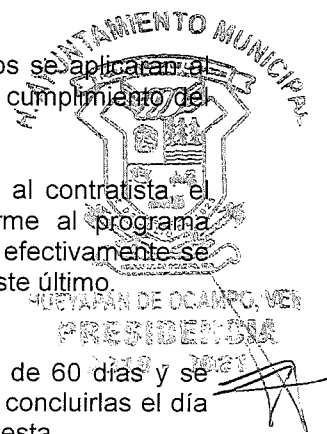 H. AYUNTAMIENTO MUNICIPAL
os se aplicaran al
cumplimiento del
al contratista, el
rme al programa
efectivamente se
ste último.
HUEYAPAN DE OCAMPO, VER
PRESIDENCIA
de 60 días y se
concluirlas el día
esta